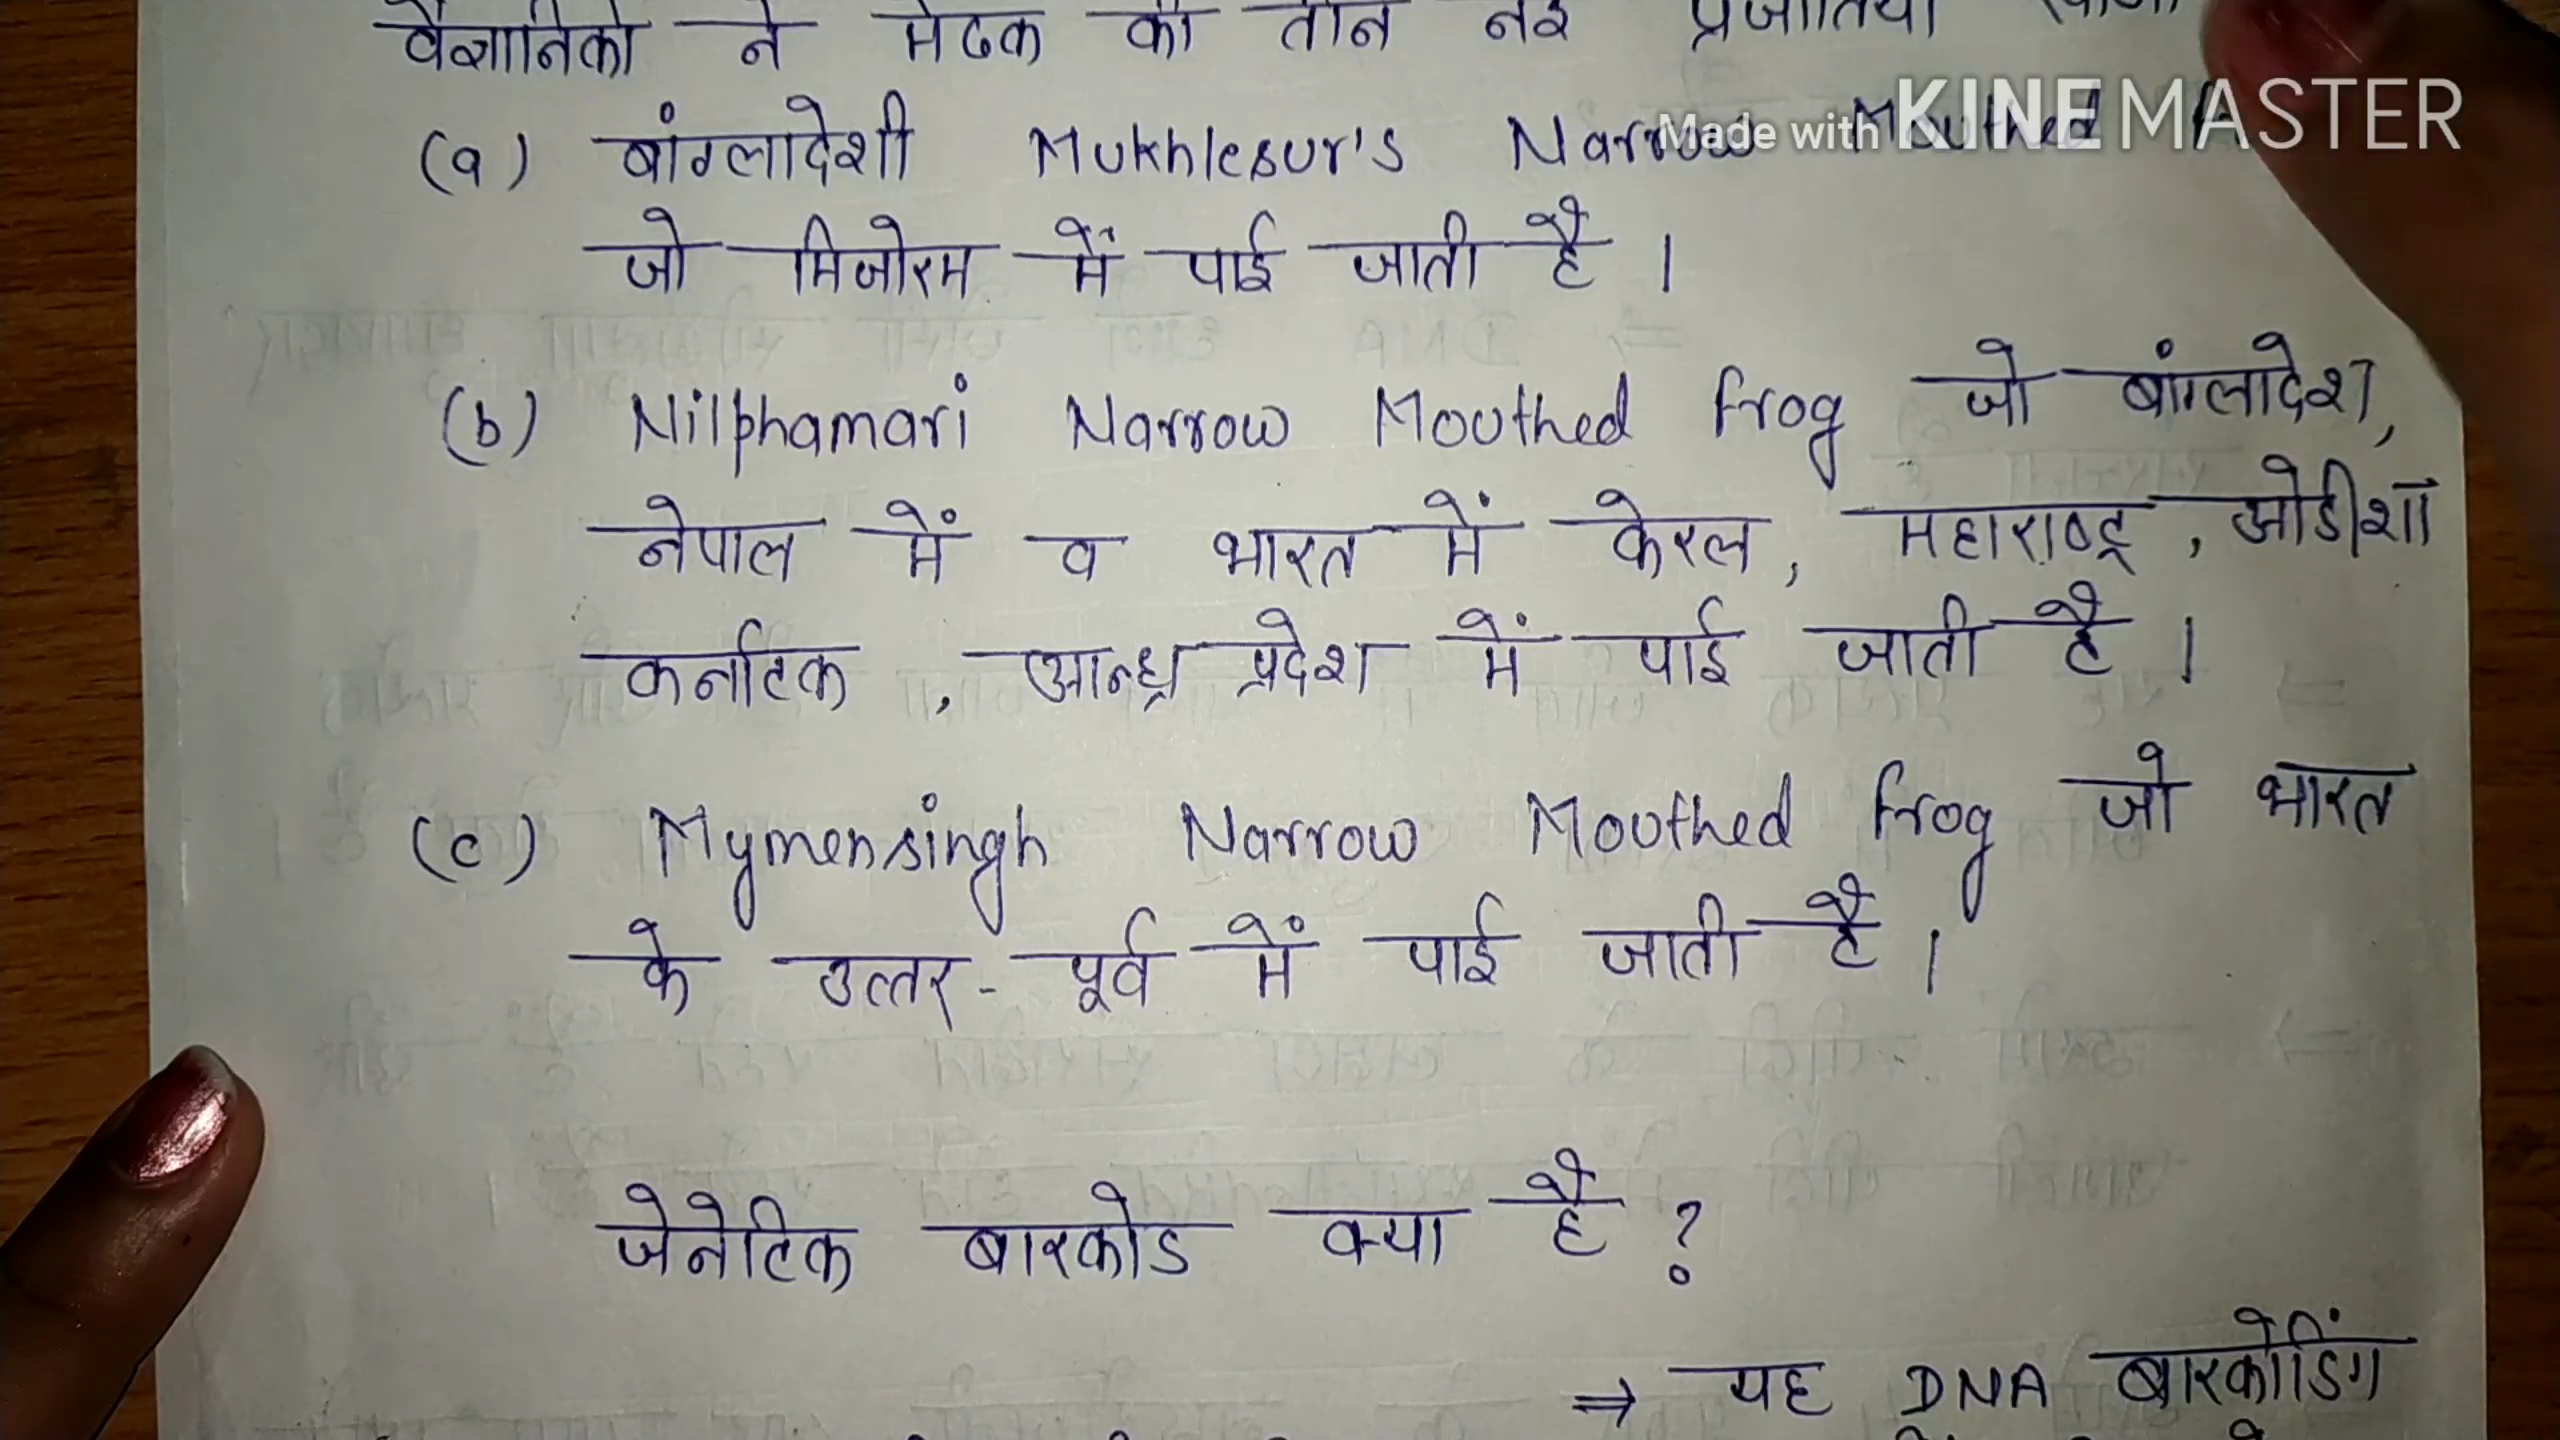 वैज्ञानिकों ने मेंढक की तीन नई प्रजातियाँ
Made with KINEMASTER
(a) बांग्लादेशी Mukhlesur's Narrow Mouthed
जो मिजोरम में पाई जाती है ।
(b) Nilphamari Narrow Mouthed Frog जो बांग्लादेश,
नेपाल में व भारत में केरल, महाराष्ट्र, ओडीशा
कर्नाटक, आन्ध्र प्रदेश में पाई जाती है ।
(c) Mymensingh Narrow Mouthed Frog जो भारत
के उत्तर-पूर्व में पाई जाती है ।
जेनेटिक बारकोड क्या है ?
⇒ यह DNA बारकोडिंग